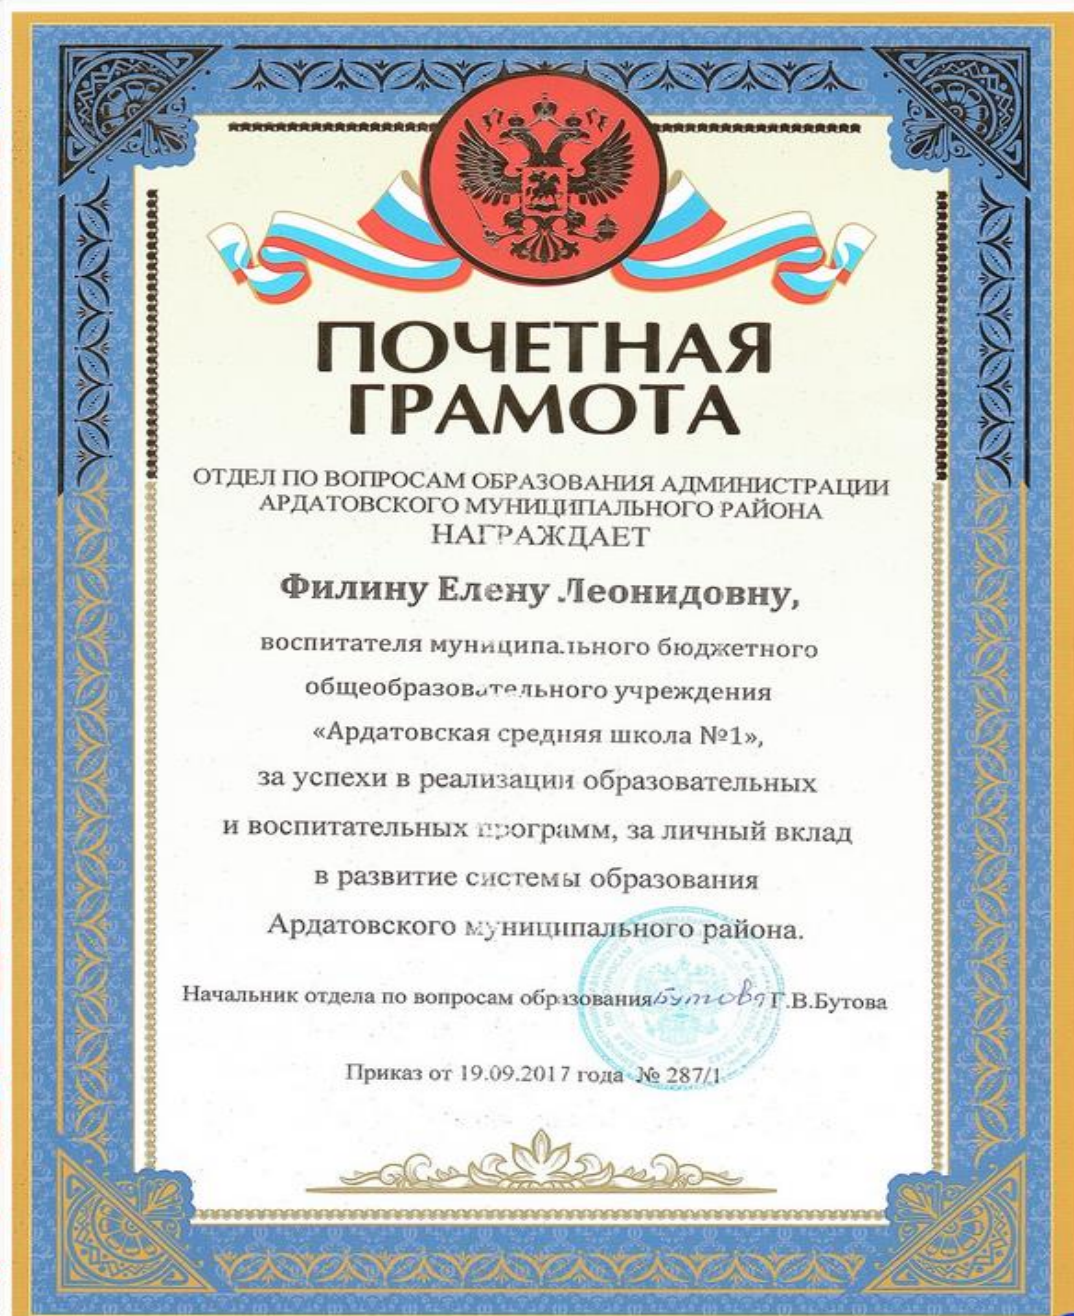 ПОЧЕТНАЯ
ГРАМОТА
ОТДЕЛ ПО ВОПРОСАМ ОБРАЗОВАНИЯ АДМИНИСТРАЦИИ
АРДАТОВСКОГО МУНИЦИПАЛЬНОГО РАЙОНА
НАГРАЖДАЕТ
Филину Елену Леонидовну,
воспитателя муниципального бюджетного
общеобразовательного учреждения
«Ардатовская средняя школа №1»,
за успехи в реализации образовательных
и воспитательных программ, за личный вклад
в развитие системы образования
Ардатовского муниципального района.
Начальник отдела по вопросам образования Бутова Г.В.Бутова
Приказ от 19.09.2017 года № 287/1